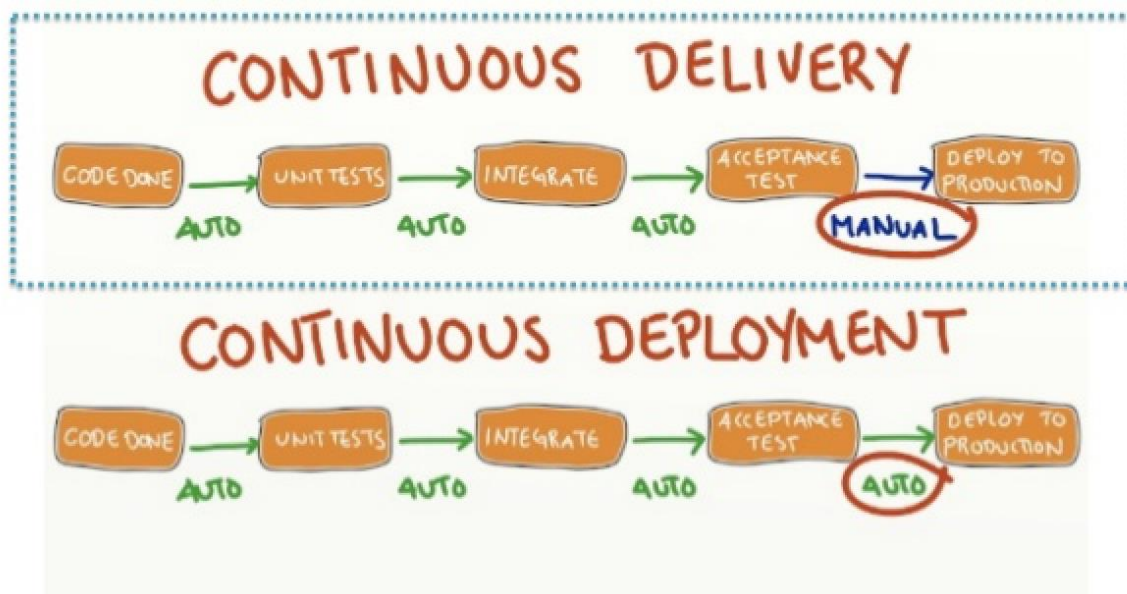 CONTINUOUS DELIVERY
CODE DONE
UNIT TESTS
INTEGRATE
ACCEPTANCE
TEST
DEPLOY TO
PRODUCTION
AUTO
AUTO
AUTO
MANUAL
CONTINUOUS DEPLOYMENT
CODE DONE
UNIT TESTS
INTEGRATE
ACCEPTANCE
TEST
DEPLOY TO
PRODUCTION
AUTO
AUTO
AUTO
AUTO